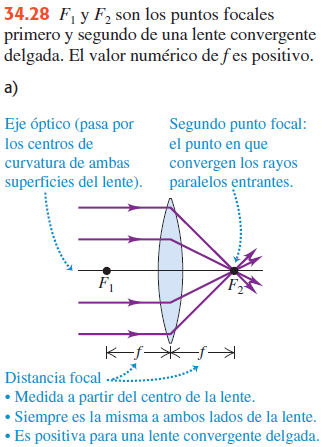 34.28 F₁ y F₂ son los puntos focales
primero y segundo de una lente convergente
delgada. El valor numérico de f es positivo.
a)
Eje óptico (pasa por
los centros de
curvatura de ambas
superficies del lente).
Segundo punto focal:
el punto en que
convergen los rayos
paralelos entrantes.
F₁
F₂
f
f
Distancia focal
• Medida a partir del centro de la lente.
• Siempre es la misma a ambos lados de la lente.
• Es positiva para una lente convergente delgada.